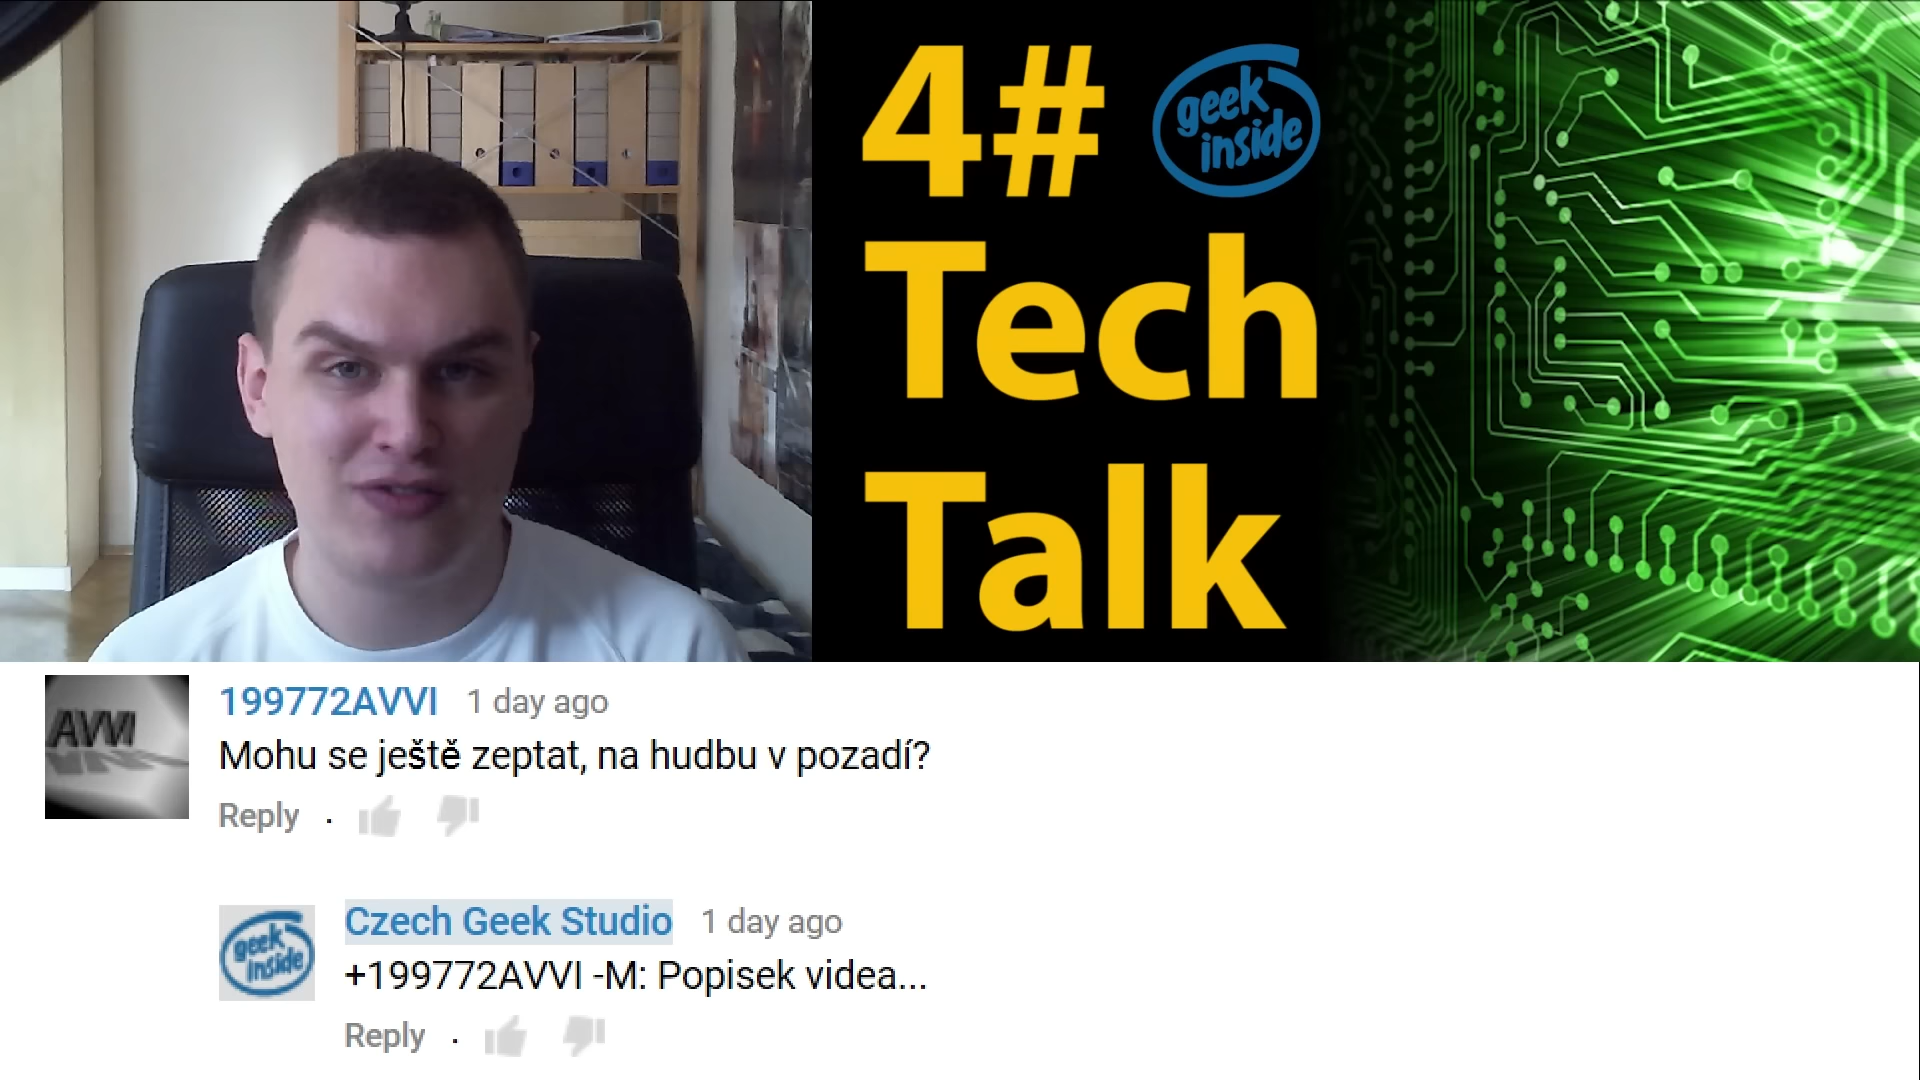 4#
geek
inside
Tech
Talk
AVVI
199772AVVI 1 day ago
Mohu se ještě zeptat, na hudbu v pozadí?
Reply .
geek
inside
Czech Geek Studio 1 day ago
+199772AVVI -M: Popisek videa...
Reply .